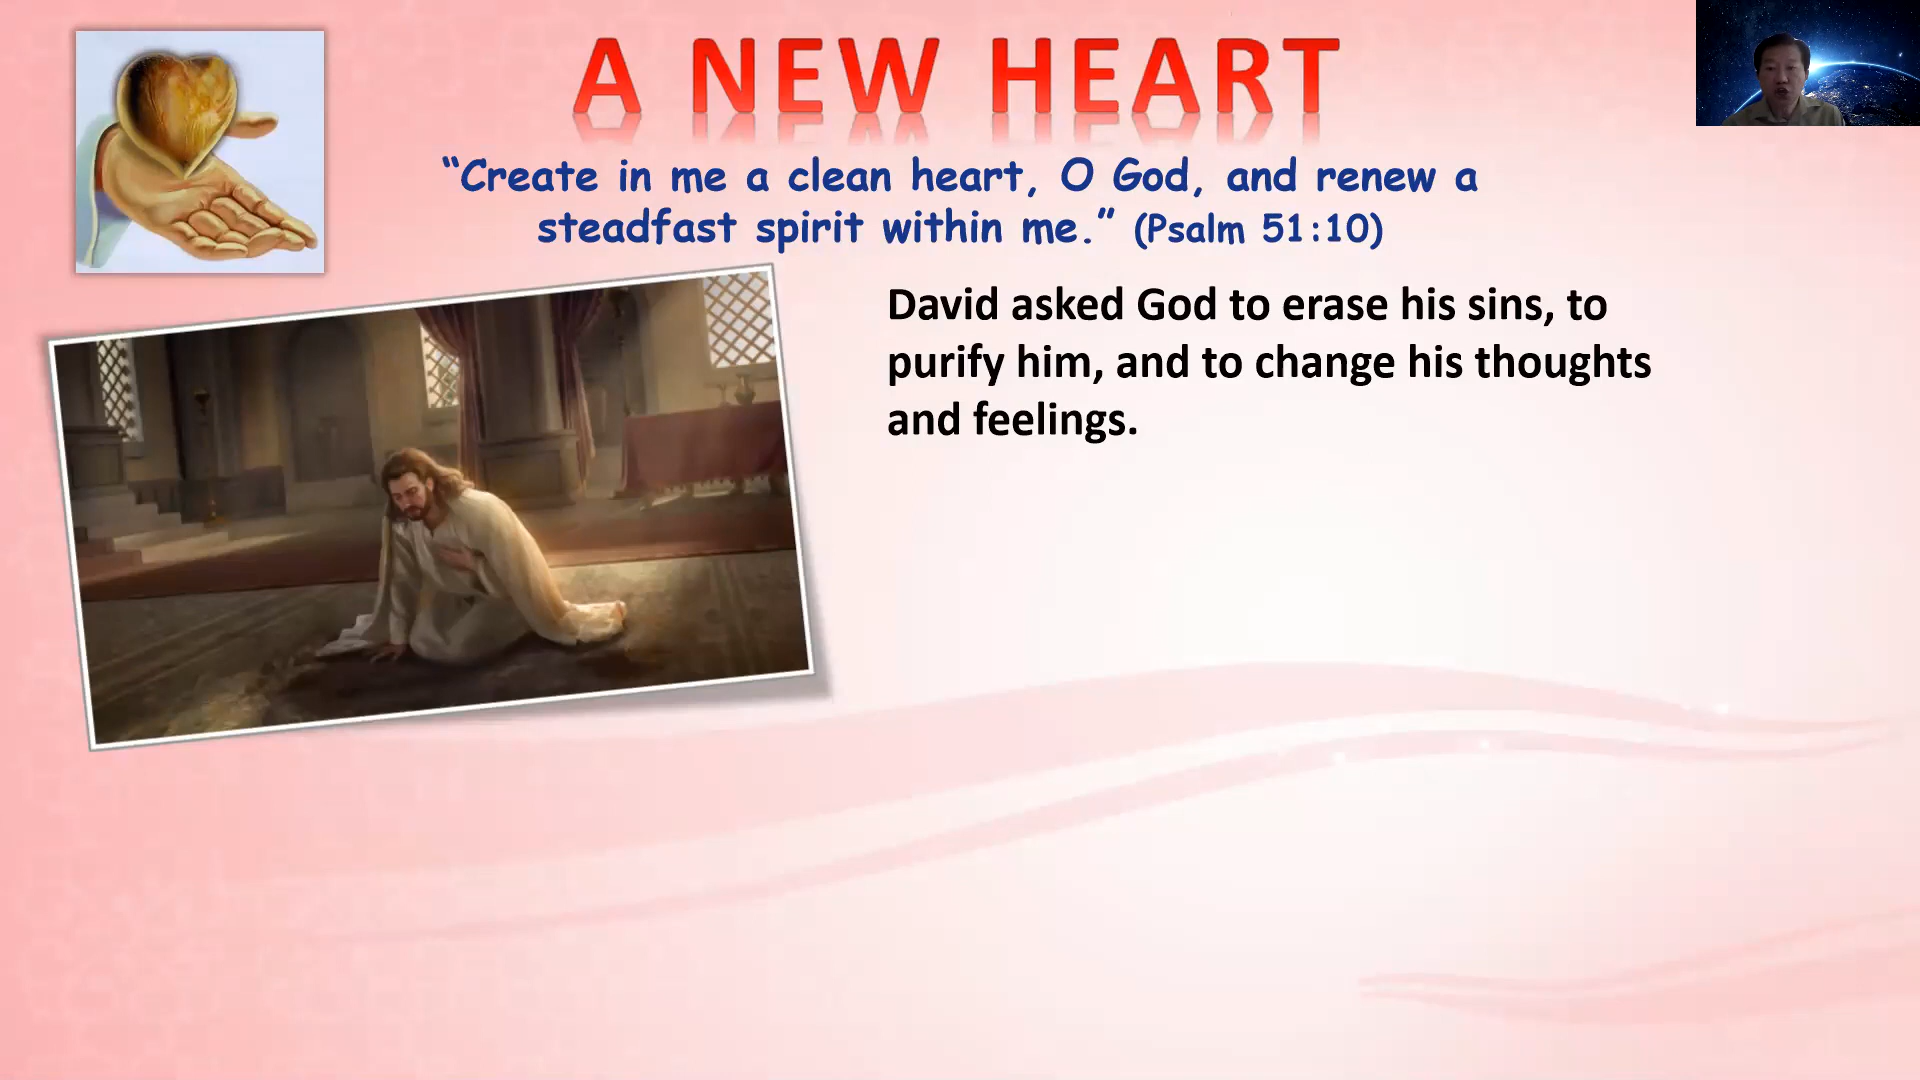 A NEW HEART
“Create in me a clean heart, O God, and renew a
steadfast spirit within me.” (Psalm 51:10)
David asked God to erase his sins, to
purify him, and to change his thoughts
and feelings.